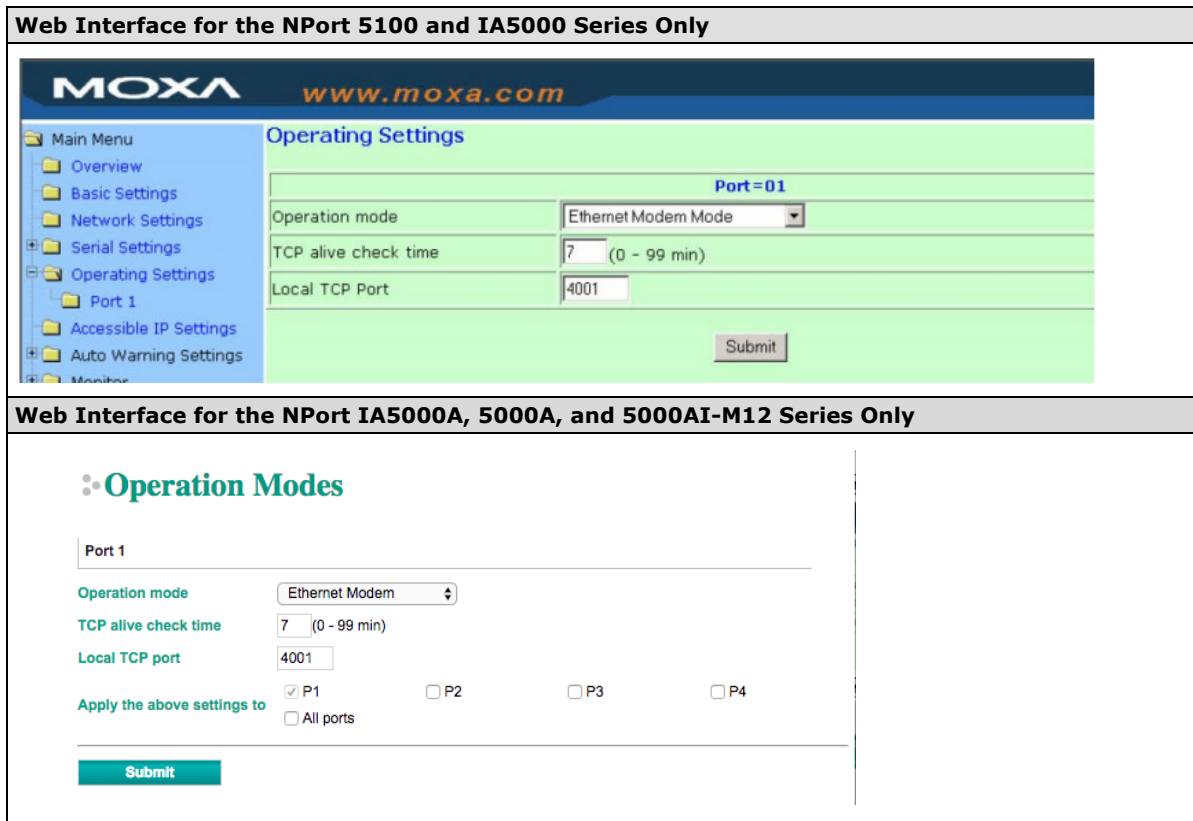 Web Interface for the NPort 5100 and IA5000 Series Only
MOXA www.moxa.com
Main Menu
Overview
Basic Settings
Network Settings
Serial Settings
Operating Settings
Port 1
Accessible IP Settings
Auto Warning Settings
Monitor
Operating Settings
Port=01
Operation mode Ethernet Modem Mode
TCP alive check time 7 (0 - 99 min)
Local TCP Port 4001
Submit
Web Interface for the NPort IA5000A, 5000A, and 5000AI-M12 Series Only
Operation Modes
Port 1
Operation mode Ethernet Modem
TCP alive check time 7 (0 - 99 min)
Local TCP port 4001
Apply the above settings to P1 P2 P3 P4
All ports
Submit